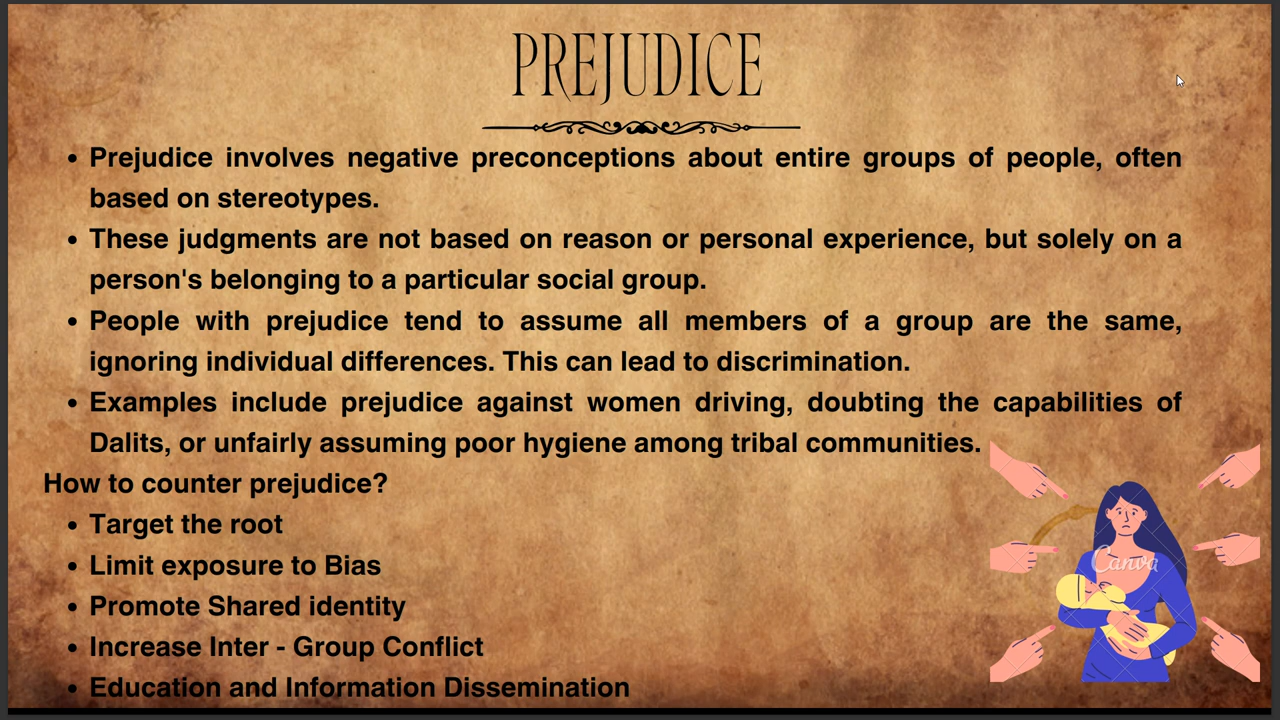 PREJUDICE
• Prejudice involves negative preconceptions about entire groups of people, often
based on stereotypes.
• These judgments are not based on reason or personal experience, but solely on a
person's belonging to a particular social group.
• People with prejudice tend to assume all members of a group are the same,
ignoring individual differences. This can lead to discrimination.
• Examples include prejudice against women driving, doubting the capabilities of
Dalits, or unfairly assuming poor hygiene among tribal communities.
How to counter prejudice?
• Target the root
• Limit exposure to Bias
• Promote Shared identity
• Increase Inter - Group Conflict
• Education and Information Dissemination
Canva